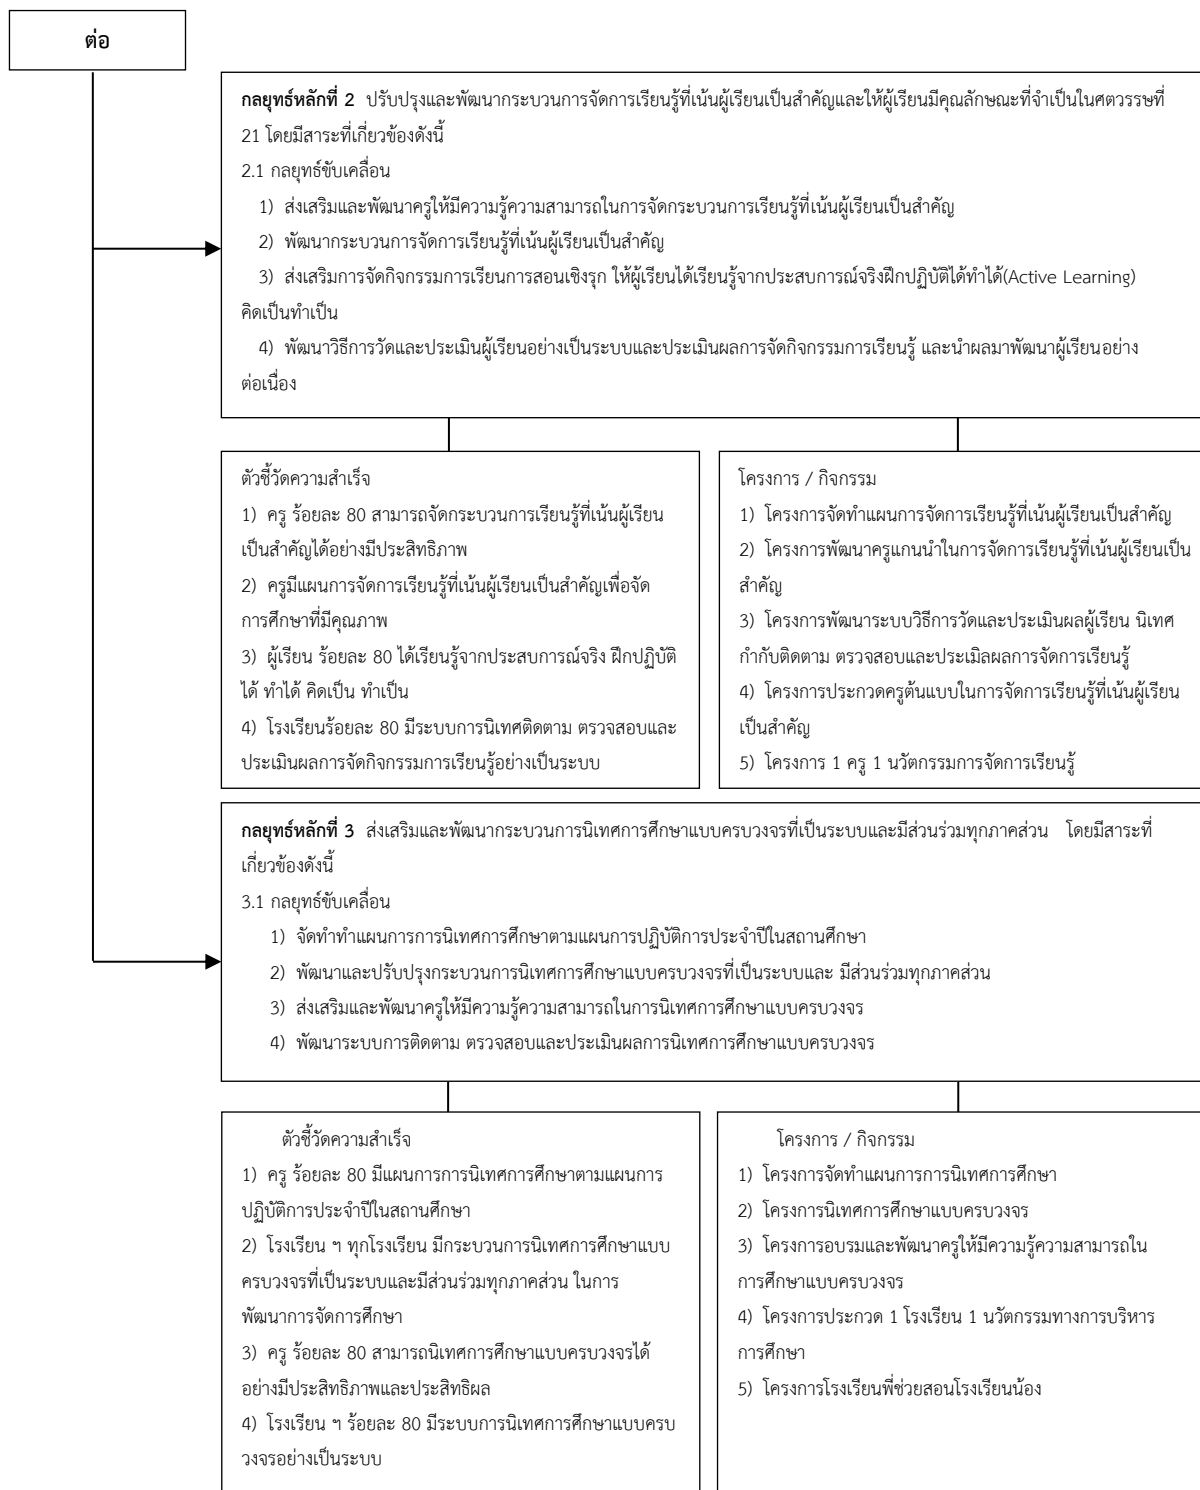 ต่อ
กลยุทธ์หลักที่ 2 ปรับปรุงและพัฒนากระบวนการจัดการเรียนรู้ที่เน้นผู้เรียนเป็นสำคัญและให้ผู้เรียนมีคุณลักษณะที่จำเป็นในศตวรรษที่
21 โดยมีสาระที่เกี่ยวข้องดังนี้
2.1 กลยุทธ์ขับเคลื่อน
1) ส่งเสริมและพัฒนาครูให้มีความรู้ความสามารถในการจัดกระบวนการเรียนรู้ที่เน้นผู้เรียนเป็นสำคัญ
2) พัฒนากระบวนการจัดการเรียนรู้ที่เน้นผู้เรียนเป็นสำคัญ
3) ส่งเสริมการจัดกิจกรรมการเรียนการสอนเชิงรุก ให้ผู้เรียนได้เรียนรู้จากประสบการณ์จริงฝึกปฏิบัติได้ทำได้(Active Learning)
คิดเป็นทำเป็น
4) พัฒนาวิธีการวัดและประเมินผู้เรียนอย่างเป็นระบบและประเมินผลการจัดกิจกรรมการเรียนรู้ และนำผลมาพัฒนาผู้เรียนอย่าง
ต่อเนื่อง
ตัวชี้วัดความสำเร็จ
1) ครู ร้อยละ 80 สามารถจัดกระบวนการเรียนรู้ที่เน้นผู้เรียน
เป็นสำคัญได้อย่างมีประสิทธิภาพ
2) ครูมีแผนการจัดการเรียนรู้ที่เน้นผู้เรียนเป็นสำคัญเพื่อจัด
การศึกษาที่มีคุณภาพ
3) ผู้เรียน ร้อยละ 80 ได้เรียนรู้จากประสบการณ์จริง ฝึกปฏิบัติ
ได้ ทำได้ คิดเป็น ทำเป็น
4) โรงเรียนร้อยละ 80 มีระบบการนิเทศติดตาม ตรวจสอบและ
ประเมินผลการจัดกิจกรรมการเรียนรู้อย่างเป็นระบบ
โครงการ / กิจกรรม
1) โครงการจัดทำแผนการจัดการเรียนรู้ที่เน้นผู้เรียนเป็นสำคัญ
2) โครงการพัฒนาครูแกนนำในการจัดการเรียนรู้ที่เน้นผู้เรียนเป็น
สำคัญ
3) โครงการพัฒนาระบบวิธีการวัดและประเมินผลผู้เรียน นิเทศ
กำกับติดตาม ตรวจสอบและประเมิลผลการจัดการเรียนรู้
4) โครงการประกวดครูต้นแบบในการจัดการเรียนรู้ที่เน้นผู้เรียน
เป็นสำคัญ
5) โครงการ 1 ครู 1 นวัตกรรมการจัดการเรียนรู้
กลยุทธ์หลักที่ 3 ส่งเสริมและพัฒนากระบวนการนิเทศการศึกษาแบบครบวงจรที่เป็นระบบและมีส่วนร่วมทุกภาคส่วน โดยมีสาระที่
เกี่ยวข้องดังนี้
3.1 กลยุทธ์ขับเคลื่อน
1) จัดทำทำแผนการการนิเทศการศึกษาตามแผนการปฏิบัติการประจำปีในสถานศึกษา
2) พัฒนาและปรับปรุงกระบวนการนิเทศการศึกษาแบบครบวงจรที่เป็นระบบและ มีส่วนร่วมทุกภาคส่วน
3) ส่งเสริมและพัฒนาครูให้มีความรู้ความสามารถในการนิเทศการศึกษาแบบครบวงจร
4) พัฒนาระบบการติดตาม ตรวจสอบและประเมินผลการนิเทศการศึกษาแบบครบวงจร
ตัวชี้วัดความสำเร็จ
1) ครู ร้อยละ 80 มีแผนการการนิเทศการศึกษาตามแผนการ
ปฏิบัติการประจำปีในสถานศึกษา
2) โรงเรียน ฯ ทุกโรงเรียน มีกระบวนการนิเทศการศึกษาแบบ
ครบวงจรที่เป็นระบบและมีส่วนร่วมทุกภาคส่วน ในการ
พัฒนาการจัดการศึกษา
3) ครู ร้อยละ 80 สามารถนิเทศการศึกษาแบบครบวงจรได้
อย่างมีประสิทธิภาพและประสิทธิผล
4) โรงเรียน ฯ ร้อยละ 80 มีระบบการนิเทศการศึกษาแบบครบ
วงจรอย่างเป็นระบบ
โครงการ / กิจกรรม
1) โครงการจัดทำแผนการการนิเทศการศึกษา
2) โครงการนิเทศการศึกษาแบบครบวงจร
3) โครงการอบรมและพัฒนาครูให้มีความรู้ความสามารถใน
การศึกษาแบบครบวงจร
4) โครงการประกวด 1 โรงเรียน 1 นวัตกรรมทางการบริหาร
การศึกษา
5) โครงการโรงเรียนพี่ช่วยสอนโรงเรียนน้อง